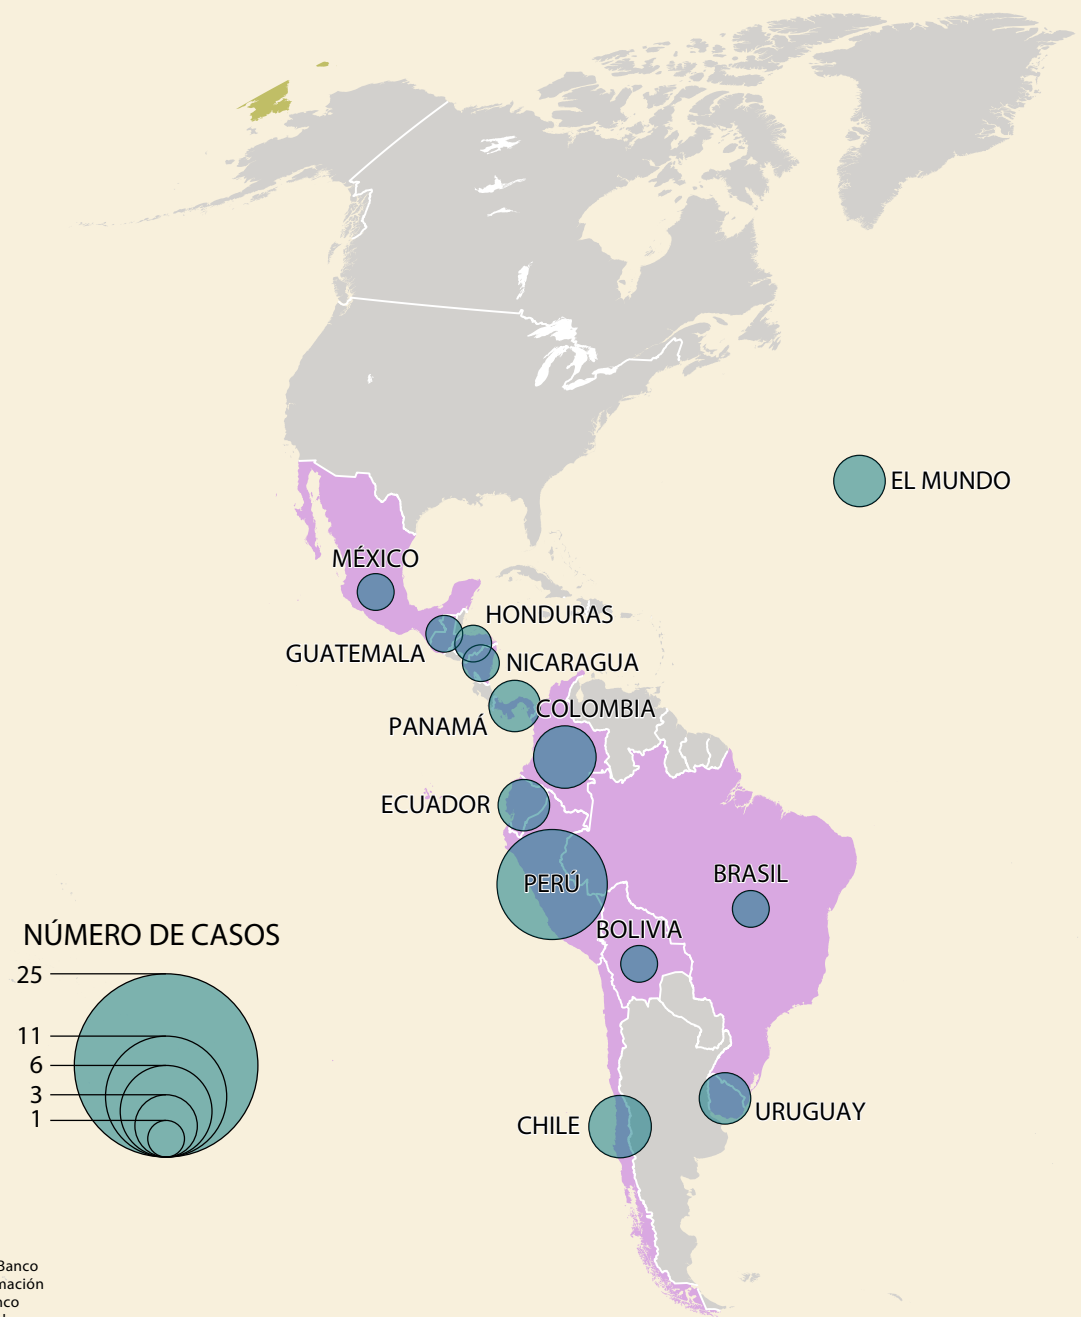 EL MUNDO
MÉXICO
HONDURAS
GUATEMALA
NICARAGUA
COLOMBIA
PANAMÁ
ECUADOR
PERÚ
BRASIL
BOLIVIA
NÚMERO DE CASOS
25
11
6
3
1
URUGUAY
CHILE
Banco